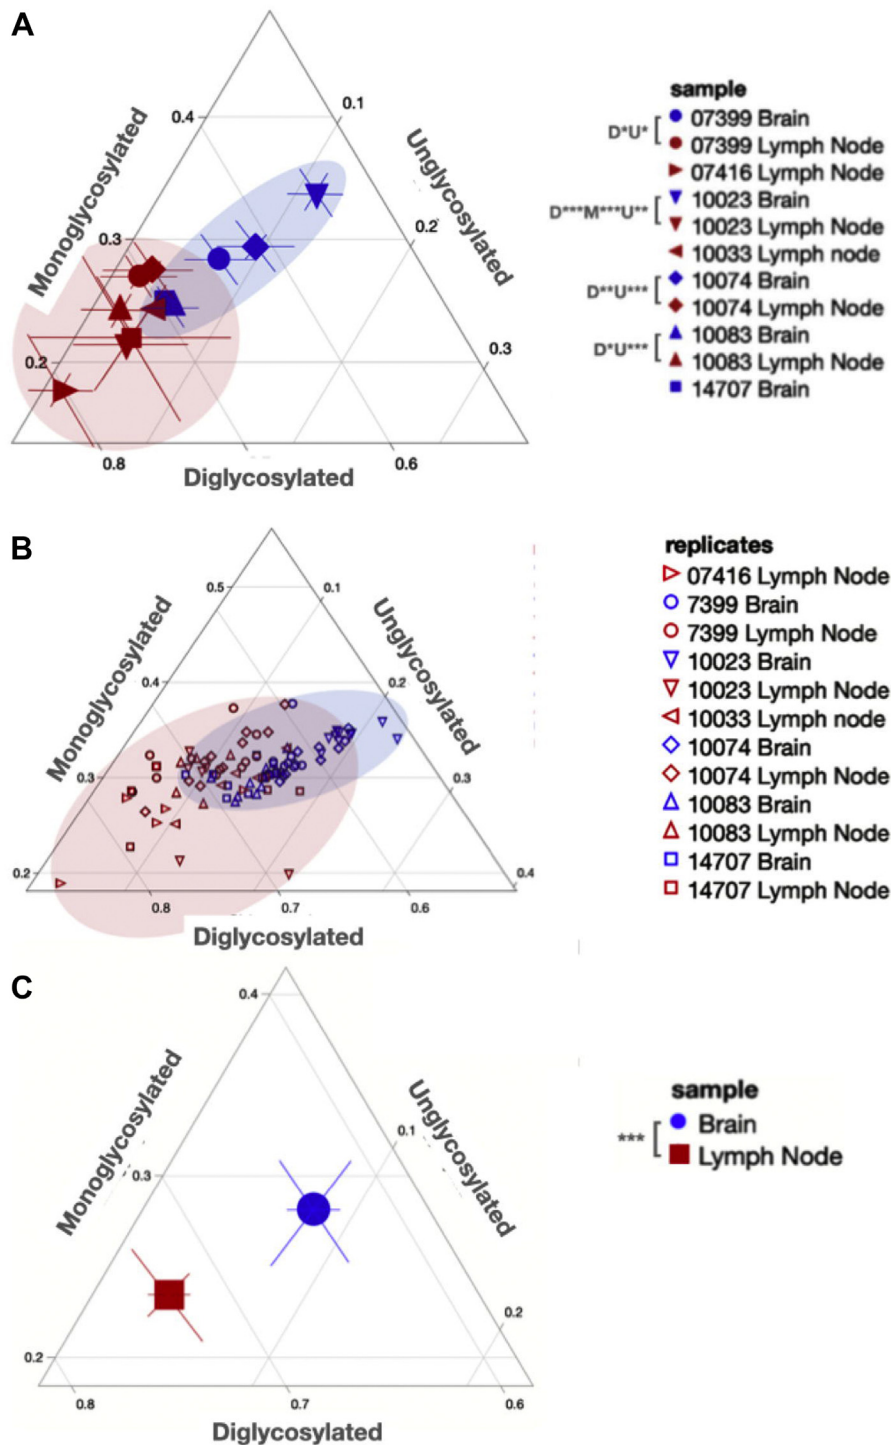 A
0.4
0.1
Monoglycosylated
Unglycosylated
0.3
0.2
0.2
0.3
0.8
0.6
Diglycosylated
sample
07399 Brain
D*U*
07399 Lymph Node
07416 Lymph Node
10023 Brain
D***M***U**
10023 Lymph Node
10033 Lymph node
10074 Brain
D**U***
10074 Lymph Node
10083 Brain
D*U***
10083 Lymph Node
14707 Brain
B
0.5
0.1
Monoglycosylated
Unglycosylated
0.4
0.2
0.3
0.3
0.2
0.4
0.8
0.7
0.6
Diglycosylated
replicates
07416 Lymph Node
7399 Brain
7399 Lymph Node
10023 Brain
10023 Lymph Node
10033 Lymph node
10074 Brain
10074 Lymph Node
10083 Brain
10083 Lymph Node
14707 Brain
14707 Lymph Node
C
0.4
Monoglycosylated
Unglycosylated
0.1
0.3
0.2
0.2
0.8
0.7
0.6
Diglycosylated
sample
Brain
***
Lymph Node